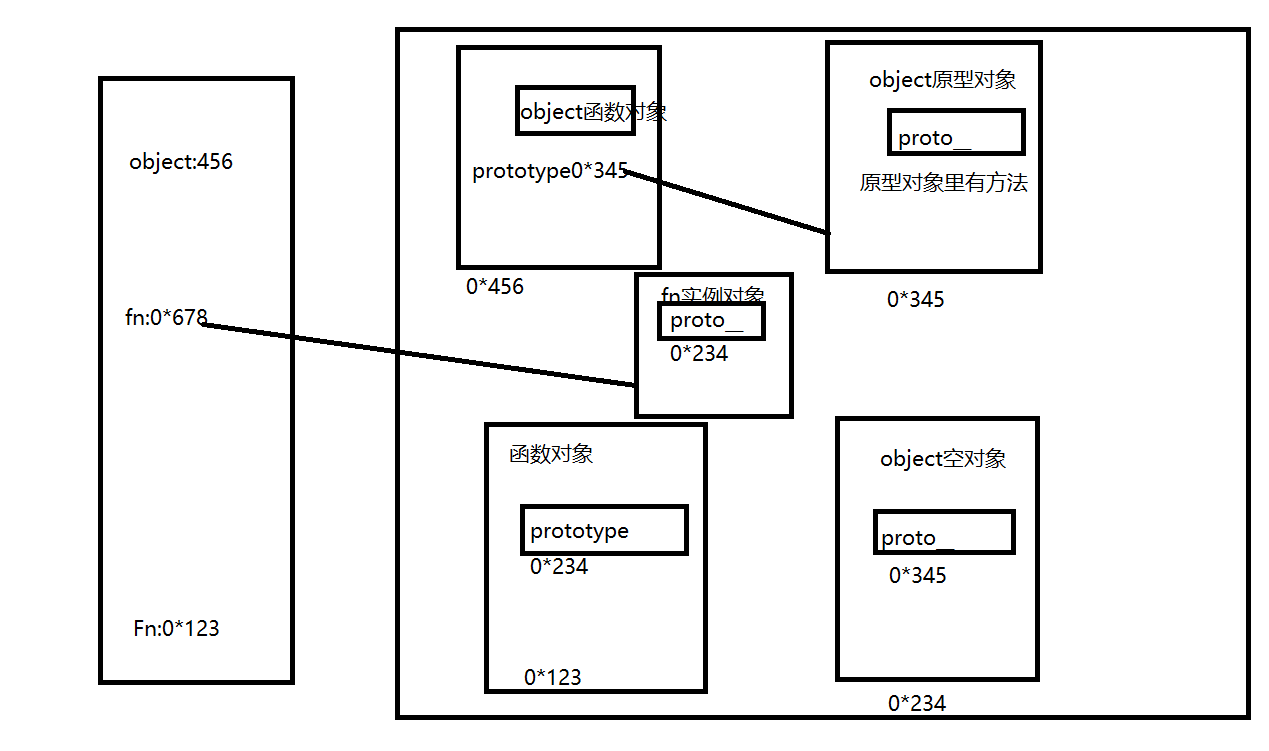 object:456
fn:0*678
Fn:0*123
object函数对象
prototype0*345
0*456
object原型对象
proto__
原型对象里有方法
0*345
fn实例对象
proto__
0*234
函数对象
prototype
0*234
0*123
object空对象
proto__
0*345
0*234